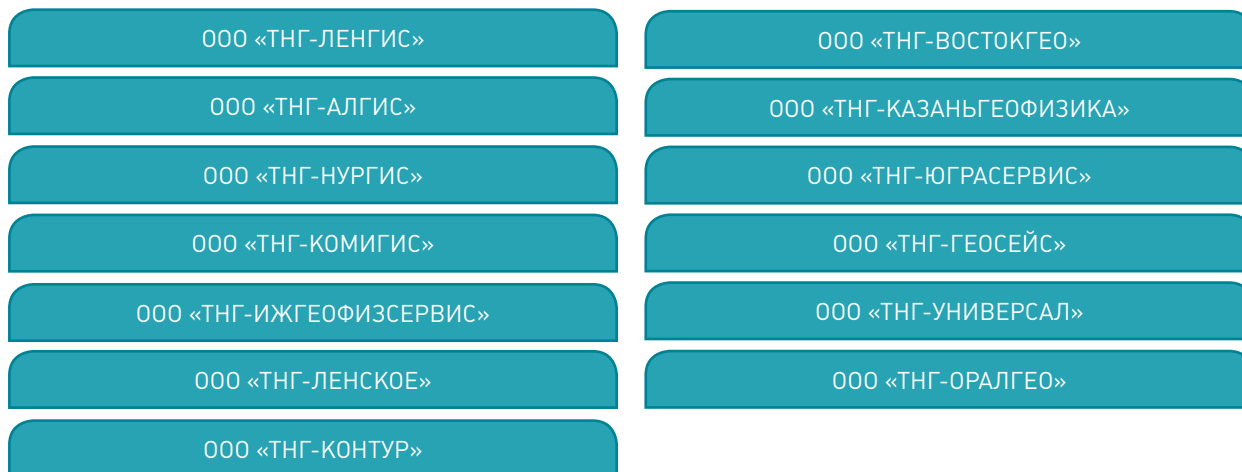 ООО «ТНГ-ЛЕНГИС»
ООО «ТНГ-АЛГИС»
ООО «ТНГ-НУРГИС»
ООО «ТНГ-КОМИГИС»
ООО «ТНГ-ИЖГЕОФИЗСЕРВИС»
ООО «ТНГ-ЛЕНСКОЕ»
ООО «ТНГ-КОНТУР»
ООО «ТНГ-ВОСТОКГЕО»
ООО «ТНГ-КАЗАНЬГЕОФИЗИКА»
ООО «ТНГ-ЮГРАСЕРВИС»
ООО «ТНГ-ГЕОСЕЙС»
ООО «ТНГ-УНИВЕРСАЛ»
ООО «ТНГ-ОРАЛГЕО»